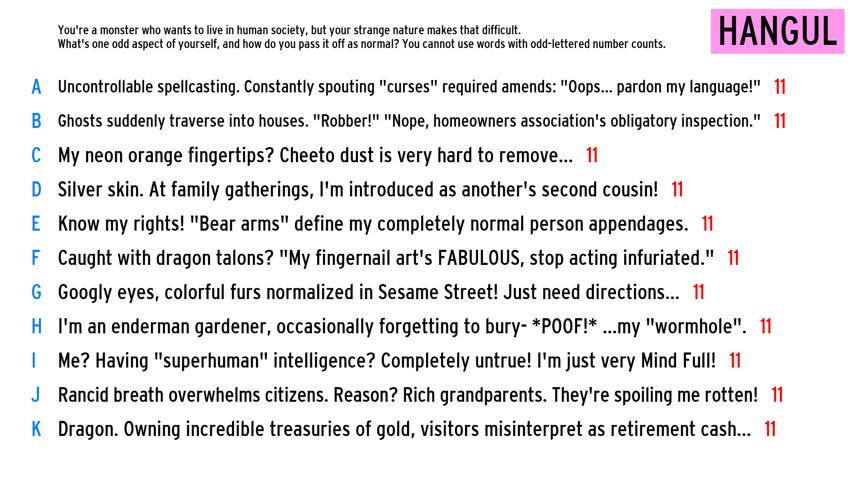 You're a monster who wants to live in human society, but your strange nature makes that difficult.
What's one odd aspect of yourself, and how do you pass it off as normal? You cannot use words with odd-lettered number counts.
HANGUL
A Uncontrollable spellcasting. Constantly spouting "curses" required amends: "Oops... pardon my language!" 11
B Ghosts suddenly traverse into houses. "Robber!" "Nope, homeowners association's obligatory inspection." 11
C My neon orange fingertips? Cheeto dust is very hard to remove... 11
D Silver skin. At family gatherings, I'm introduced as another's second cousin! 11
E Know my rights! "Bear arms" define my completely normal person appendages. 11
F Caught with dragon talons? "My fingernail art's FABULOUS, stop acting infuriated." 11
G Googly eyes, colorful furs normalized in Sesame Street! Just need directions... 11
H I'm an enderman gardener, occasionally forgetting to bury- *POOF!* ...my "wormhole". 11
I Me? Having "superhuman" intelligence? Completely untrue! I'm just very Mind Full! 11
J Rancid breath overwhelms citizens. Reason? Rich grandparents. They're spoiling me rotten! 11
K Dragon. Owning incredible treasuries of gold, visitors misinterpret as retirement cash... 11